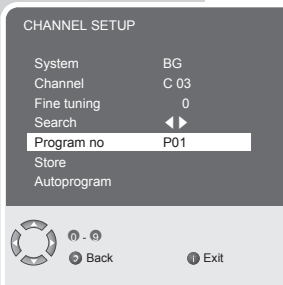 CHANNEL SETUP
System BG
Channel C 03
Fine tuning 0
Search
Program no P01
Store
Autoprogram
0 - 9
Back i Exit